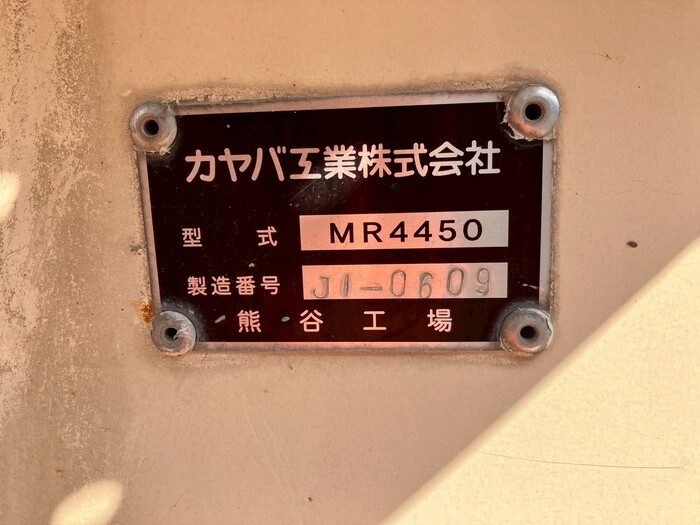 カヤバ工業株式会社
型式 MR4450
製造番号 J1-0609
熊谷工場